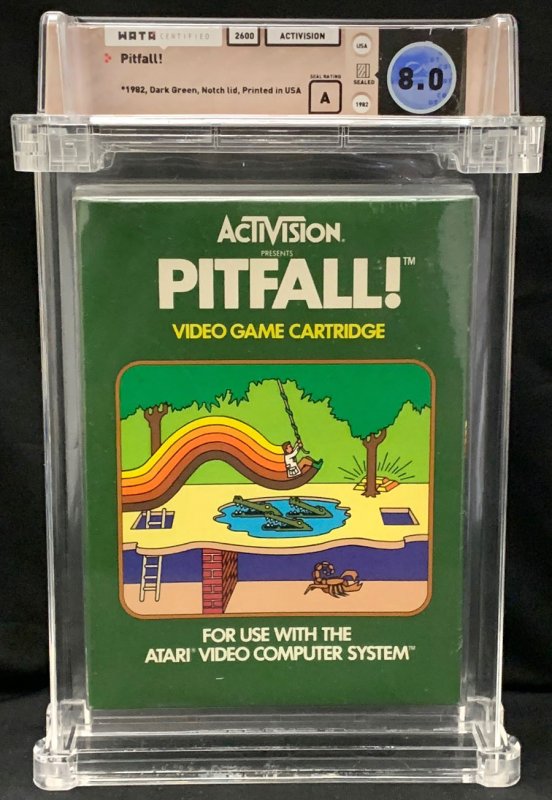 WATA CERTIFIED 2600 ACTIVISION USA
Pitfall!
SEALED
SEAL RATING
A
8.0
*1982, Dark Green, Notch lid, Printed in USA
1982
ACTIVISION®
PRESENTS
PITFALL!™
VIDEO GAME CARTRIDGE
FOR USE WITH THE
ATARI® VIDEO COMPUTER SYSTEM™